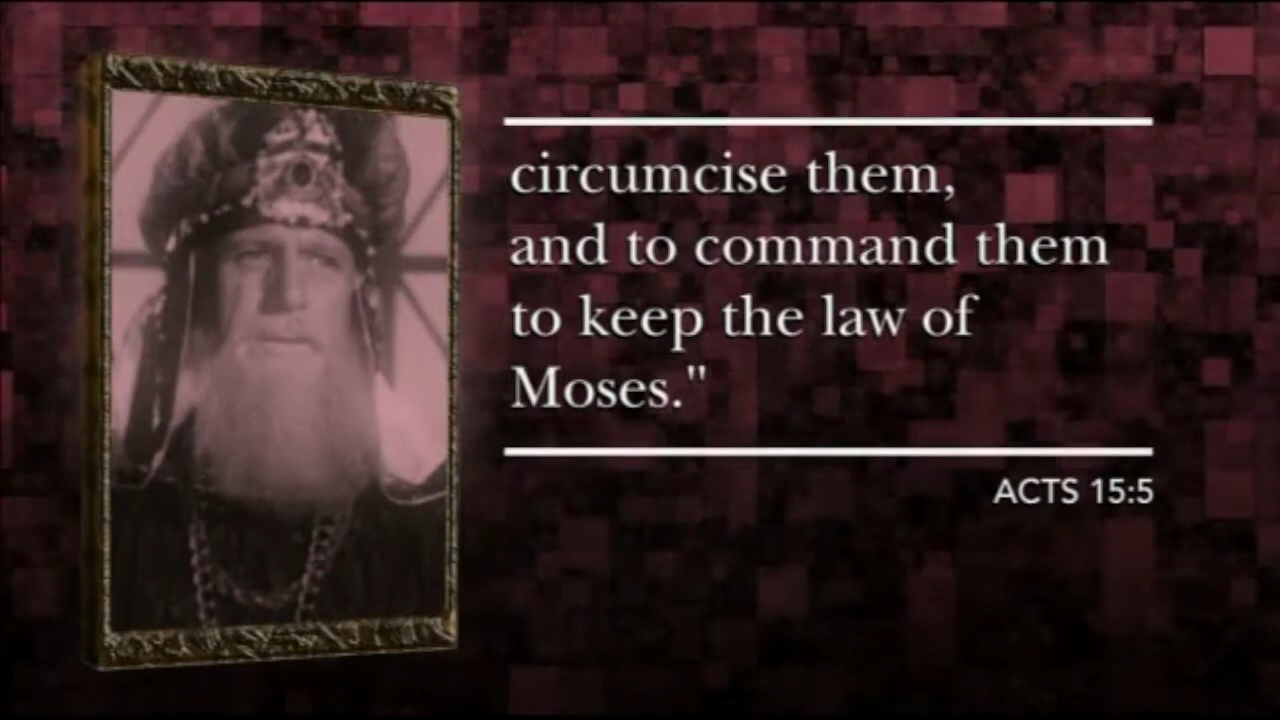 circumcise them,
and to command them
to keep the law of
Moses."
ACTS 15:5